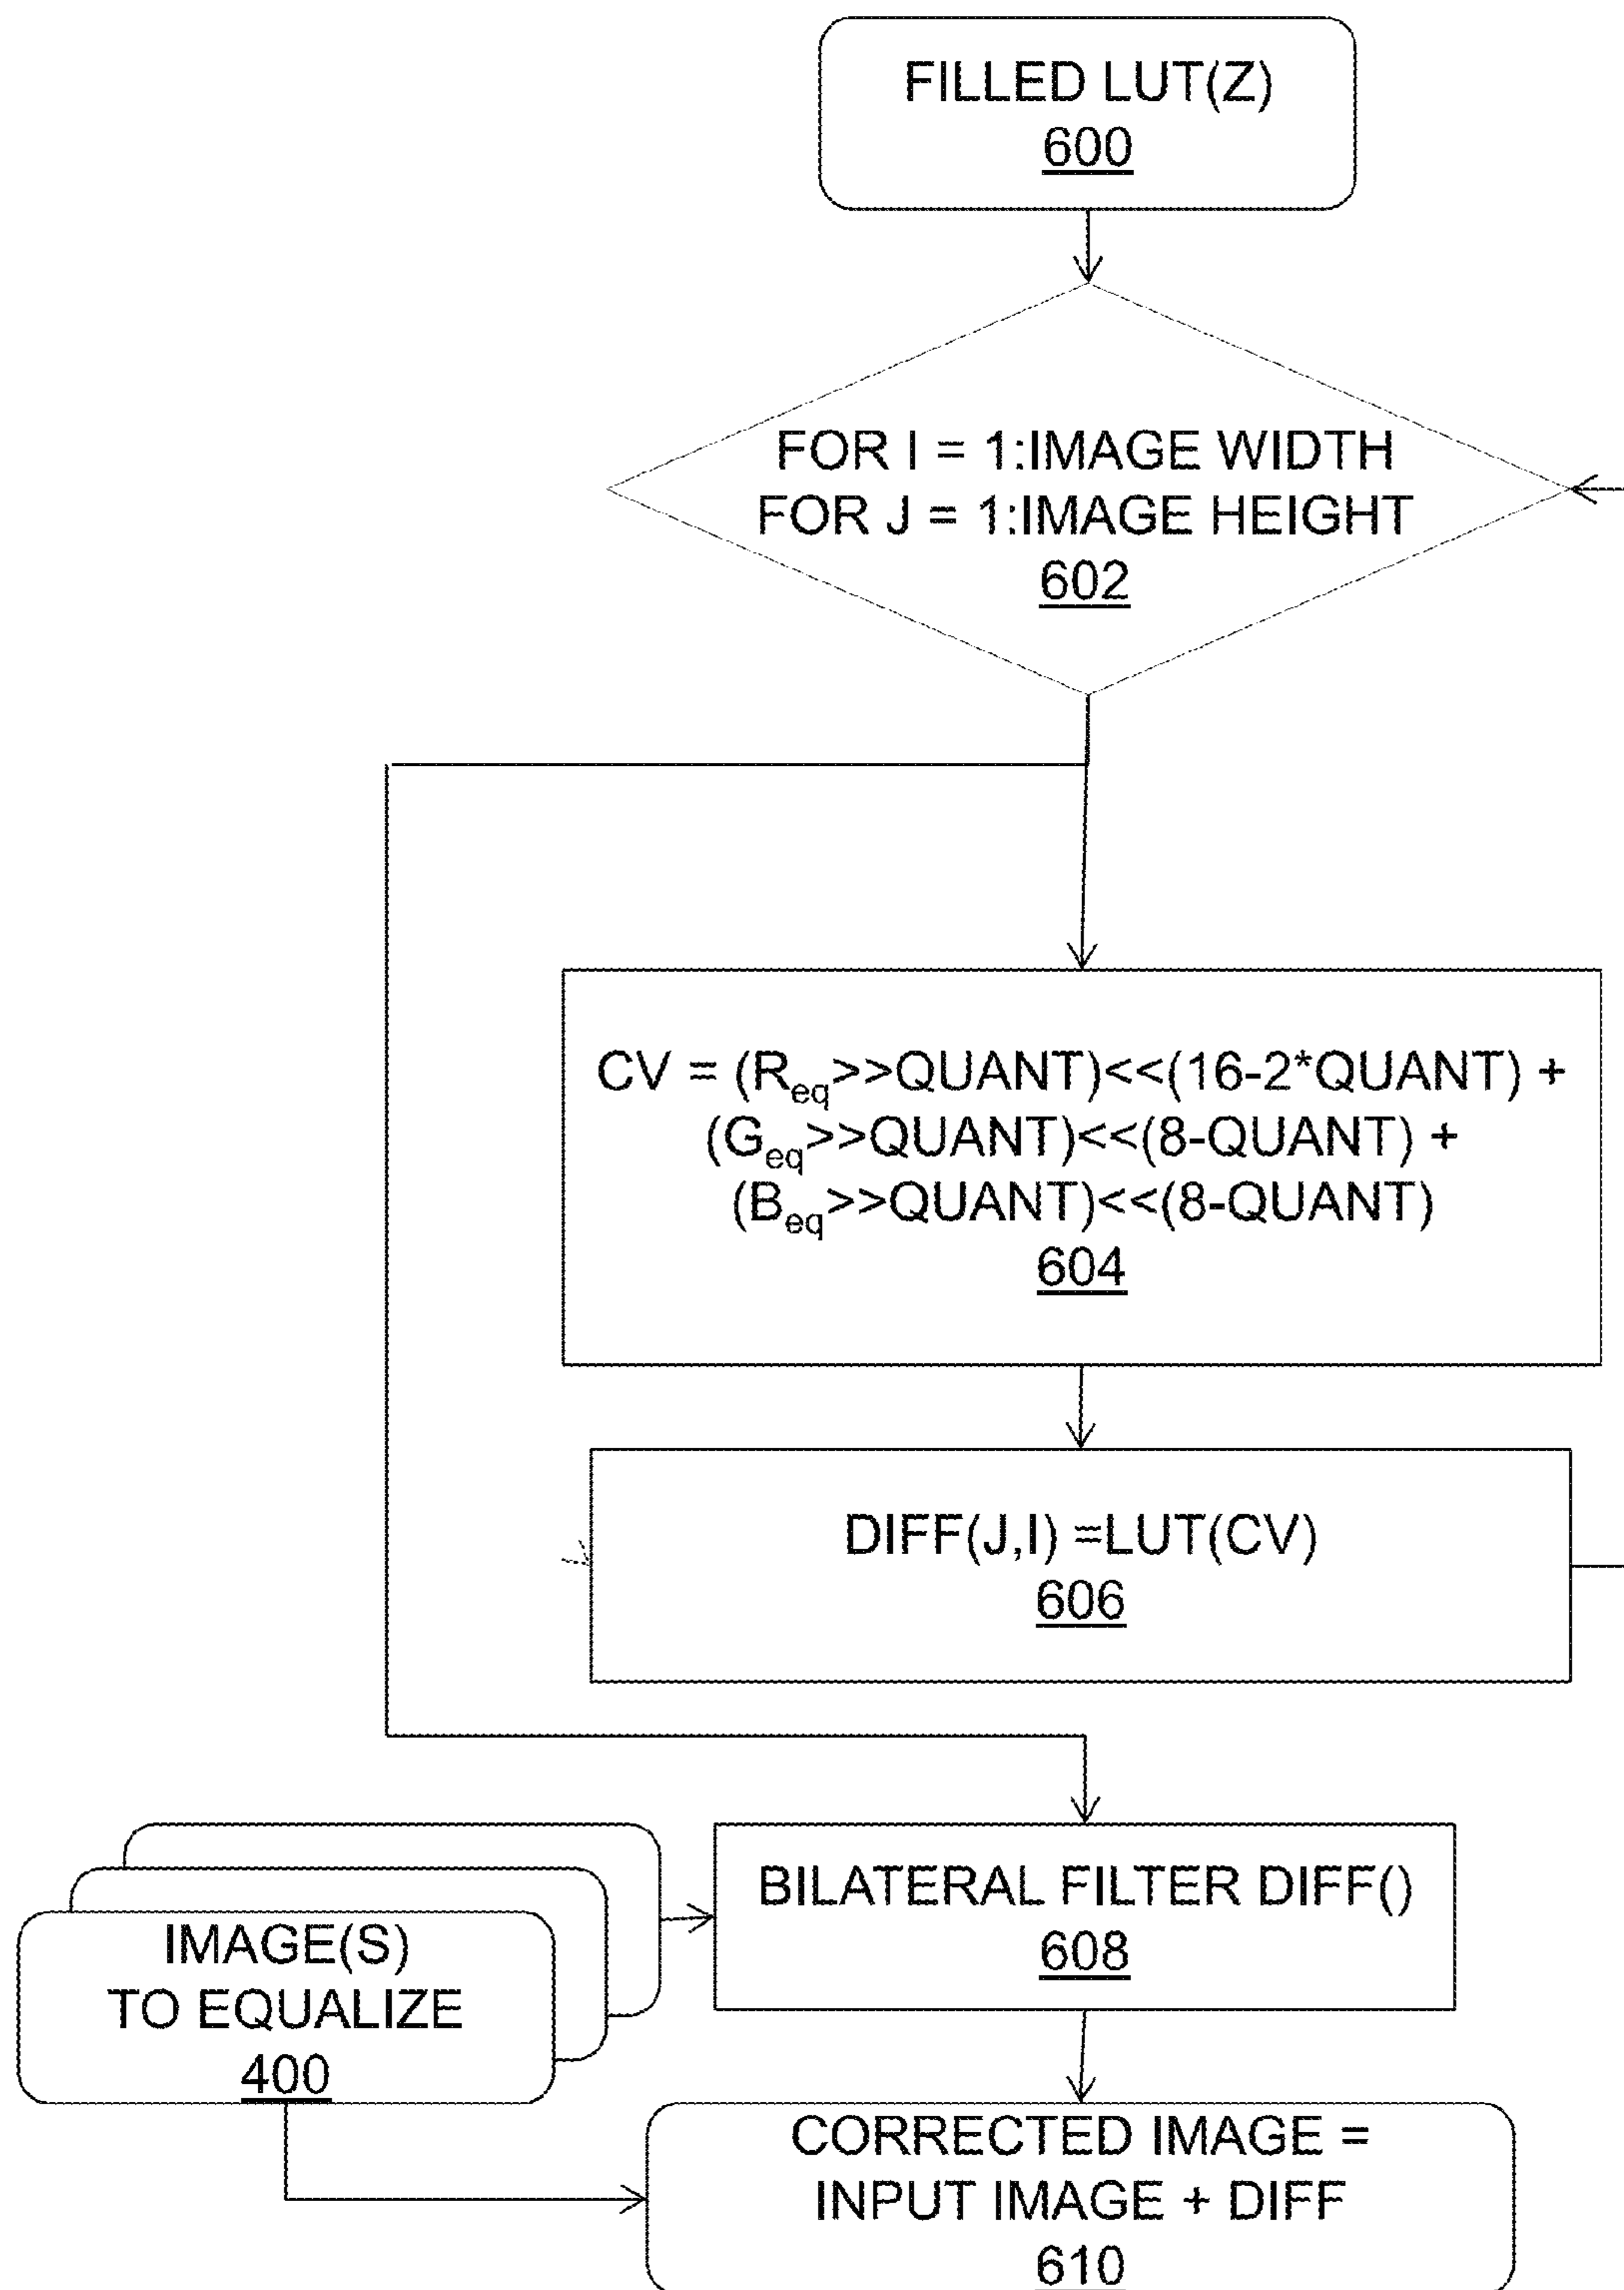 FILLED LUT(Z)
600
FOR I = 1:IMAGE WIDTH
FOR J = 1:IMAGE HEIGHT
602
CV = (Req>>QUANT)<<(16-2*QUANT) +
(Geq>>QUANT)<<(8-QUANT) +
(Beq>>QUANT)<<(8-QUANT)
604
DIFF(J,I) =LUT(CV)
606
BILATERAL FILTER DIFF()
608
IMAGE(S)
TO EQUALIZE
400
CORRECTED IMAGE =
INPUT IMAGE + DIFF
610